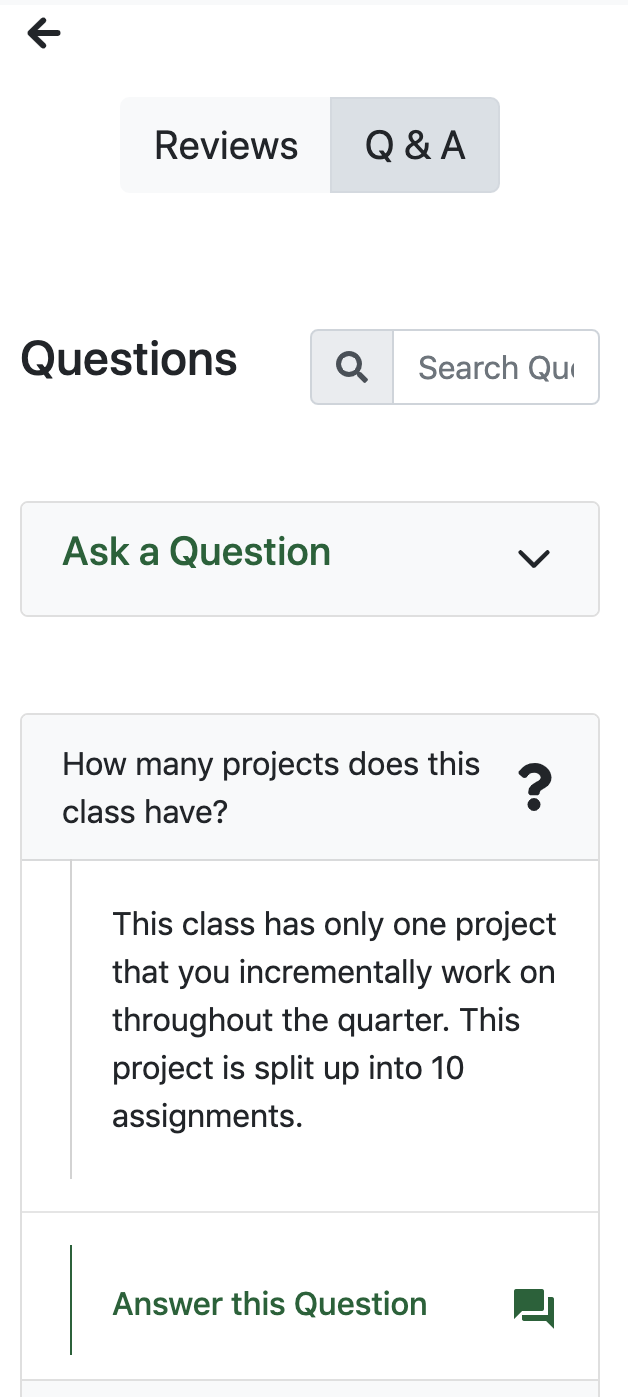 Reviews
Q & A
Questions
Search Qu
Ask a Question
How many projects does this
class have?
This class has only one project
that you incrementally work on
throughout the quarter. This
project is split up into 10
assignments.
Answer this Question